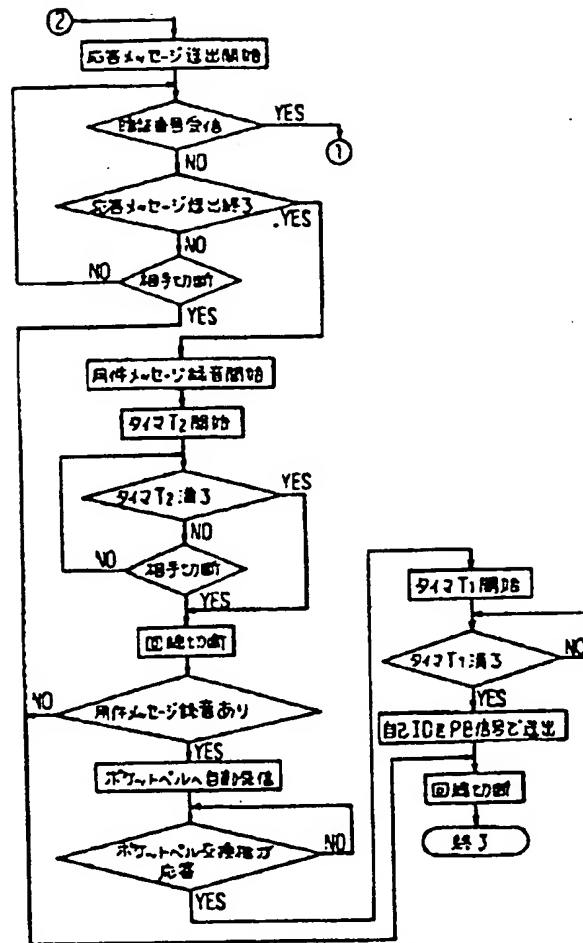 ②
応答メッセージ送出開始
暗証番号受信
YES
①
NO
応答メッセージ送出終了
YES
NO
相手切断
NO
YES
用件メッセージ録音開始
タイマT2開始
タイマT2満了
YES
NO
相手切断
NO
YES
回線切断
用件メッセージ録音あり
NO
YES
ポケットベルへ自動発信
ポケットベル交換機が
応答
NO
YES
タイマT1開始
タイマT1満了
NO
YES
自己IDをPB信号で送出
回線切断
終了